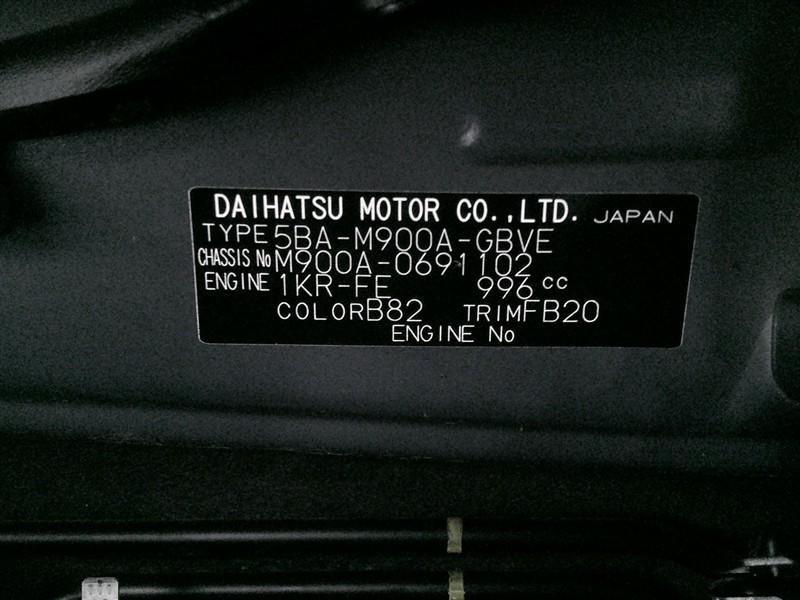 DAIHATSU MOTOR CO.,LTD. JAPAN
TYPE 5BA-M900A-GBVE
CHASSIS No M900A-0691102
ENGINE 1KR-FE 996 cc
COLOR B82 TRIM FB20
ENGINE No